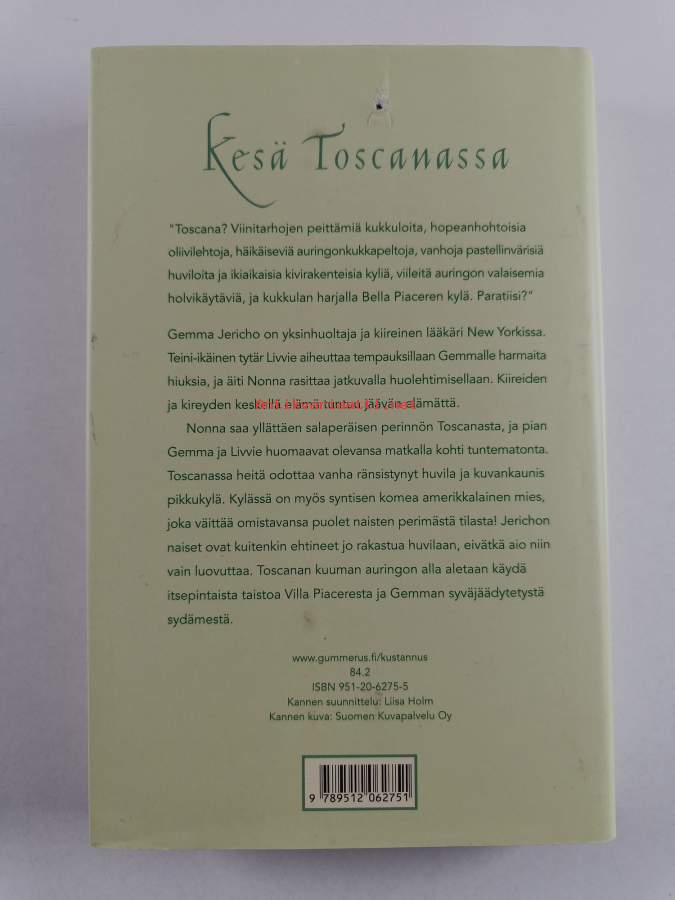 Kesä Toscanassa
"Toscana? Viinitarhojen peittämiä kukkuloita, hopeanhohtoisia
oliivilehtoja, häikäiseviä auringonkukkapeltoja, vanhoja pastellinvärisiä
huviloita ja ikiaikaisia kivirakenteisia kyliä, viileitä auringon valaisemia
holvikäytäviä, ja kukkulan harjalla Bella Piaceren kylä. Paratiisi?"
Gemma Jericho on yksinhuoltaja ja kiireinen lääkäri New Yorkissa.
Teini-ikäinen tytär Livvie aiheuttaa tempauksillaan Gemmalle harmaita
hiuksia, ja äiti Nonna rasittaa jatkuvalla huolehtimisellaan. Kiireiden
ja kireyden keskellä elämä tuntuu jäävän elämättä.
Nonna saa yllättäen salaperäisen perinnön Toscanasta, ja pian
Gemma ja Livvie huomaavat olevansa matkalla kohti tuntematonta.
Toscanassa heitä odottaa vanha ränsistynyt huvila ja kuvankaunis
pikkukylä. Kylässä on myös syntisen komea amerikkalainen mies,
joka väittää omistavansa puolet naisten perimästä tilasta! Jerichon
naiset ovat kuitenkin ehtineet jo rakastua huvilaan, eivätkä aio niin
vain luovuttaa. Toscanan kuuman auringon alla aletaan käydä
itsepintaista taistoa Villa Piaceresta ja Gemman syväjäädytetystä
sydämestä.
www.gummerus.fi/kustannus
84.2
ISBN 951-20-6275-5
Kannen suunnittelu: Liisa Holm
Kannen kuva: Suomen Kuvapalvelu Oy
9 789512 062751